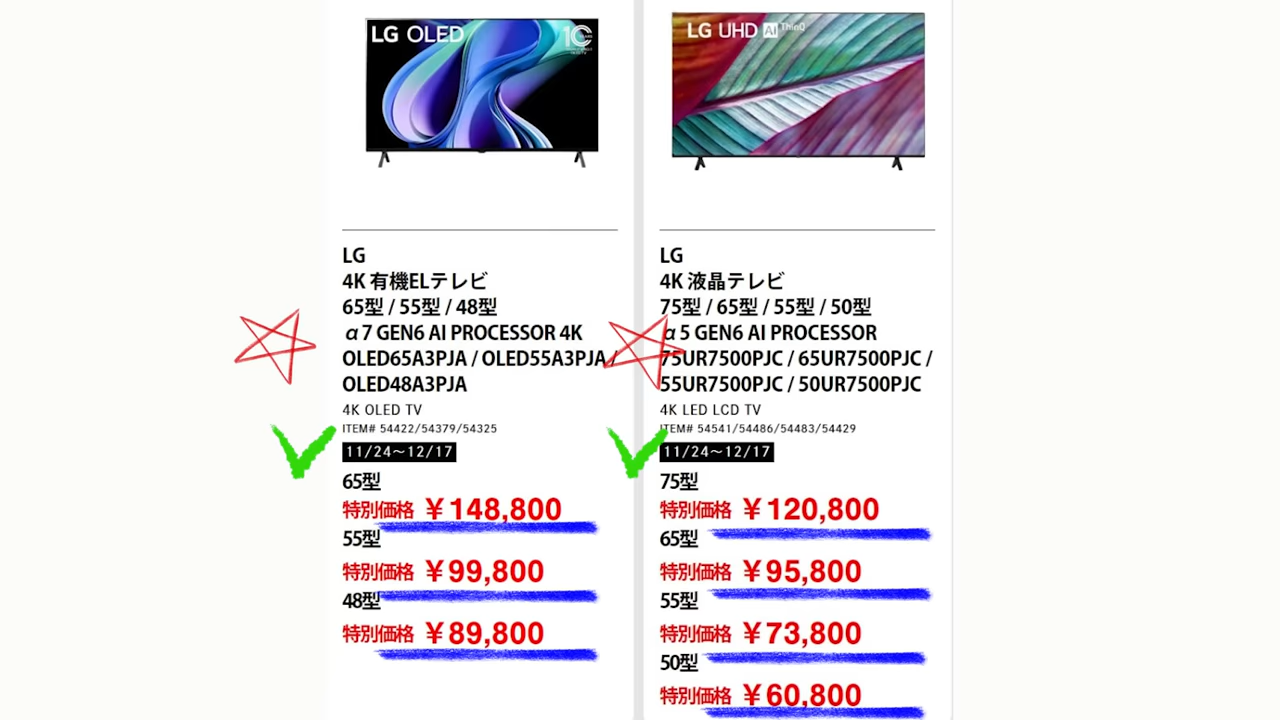 LG OLED
10
LG
4K 有機ELテレビ
65型 / 55型 / 48型
α7 GEN6 AI PROCESSOR 4K
OLED65A3PJA / OLED55A3PJA /
OLED48A3PJA
4K OLED TV
ITEM# 54422/54379/54325
11/24~12/17
65型
特別価格 ¥148,800
55型
特別価格 ¥99,800
48型
特別価格 ¥89,800
LG UHD AI ThinQ
LG
4K 液晶テレビ
75型 / 65型 / 55型 / 50型
α5 GEN6 AI PROCESSOR
75UR7500PJC / 65UR7500PJC /
55UR7500PJC / 50UR7500PJC
4K LED LCD TV
ITEM# 54541/54486/54483/54429
11/24~12/17
75型
特別価格 ¥120,800
65型
特別価格 ¥95,800
55型
特別価格 ¥73,800
50型
特別価格 ¥60,800